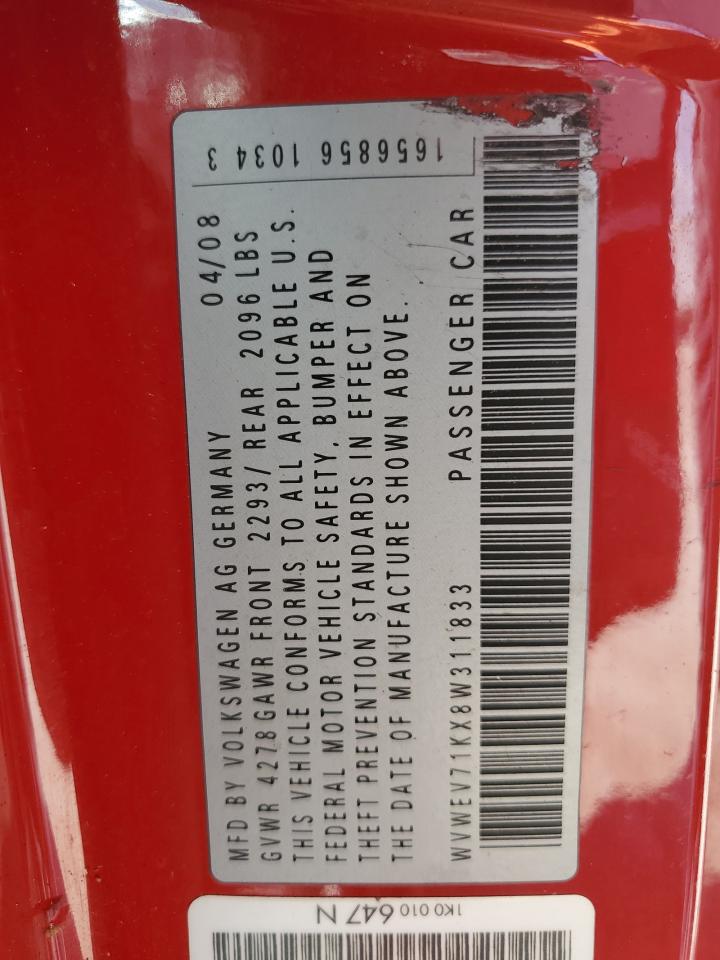 MFD BY VOLKSWAGEN AG GERMANY 04/08
GVWR 4278GAWR FRONT 2293/ REAR 2096 LBS
THIS VEHICLE CONFORMS TO ALL APPLICABLE U.S.
FEDERAL MOTOR VEHICLE SAFETY, BUMPER AND
THEFT PREVENTION STANDARDS IN EFFECT ON
THE DATE OF MANUFACTURE SHOWN ABOVE.
WVWEV71KX8W311833 PASSENGER CAR
1656856 1034 3
1K0 010 647 N